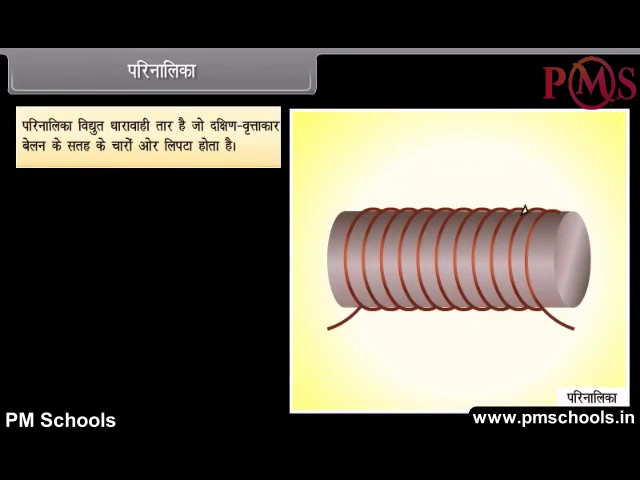 परिनालिका
PMS
परिनालिका विद्युत धारावाही तार है जो दक्षिण-वृत्ताकार
बेलन के सतह के चारों ओर लिपटा होता है।
परिनालिका
PM Schools
www.pmschools.in